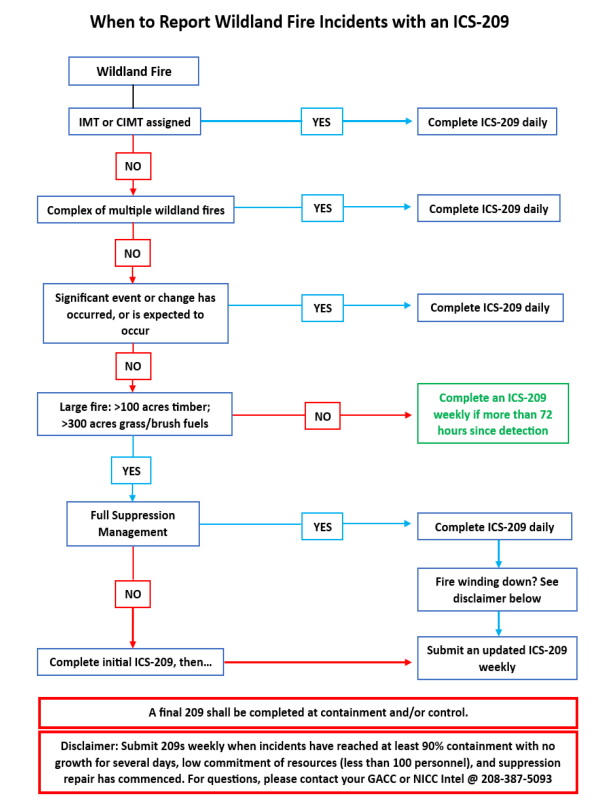 When to Report Wildland Fire Incidents with an ICS-209
Wildland Fire
IMT or CIMT assigned
YES
Complete ICS-209 daily
NO
Complex of multiple wildland fires
YES
Complete ICS-209 daily
NO
Significant event or change has
occurred, or is expected to
occur
YES
Complete ICS-209 daily
NO
Large fire: >100 acres timber;
>300 acres grass/brush fuels
NO
Complete an ICS-209
weekly if more than 72
hours since detection
YES
Full Suppression
Management
YES
Complete ICS-209 daily
Fire winding down? See
disclaimer below
NO
Complete initial ICS-209, then…
Submit an updated ICS-209
weekly
A final 209 shall be completed at containment and/or control.
Disclaimer: Submit 209s weekly when incidents have reached at least 90% containment with no
growth for several days, low commitment of resources (less than 100 personnel), and suppression
repair has commenced. For questions, please contact your GACC or NICC Intel @ 208-387-5093